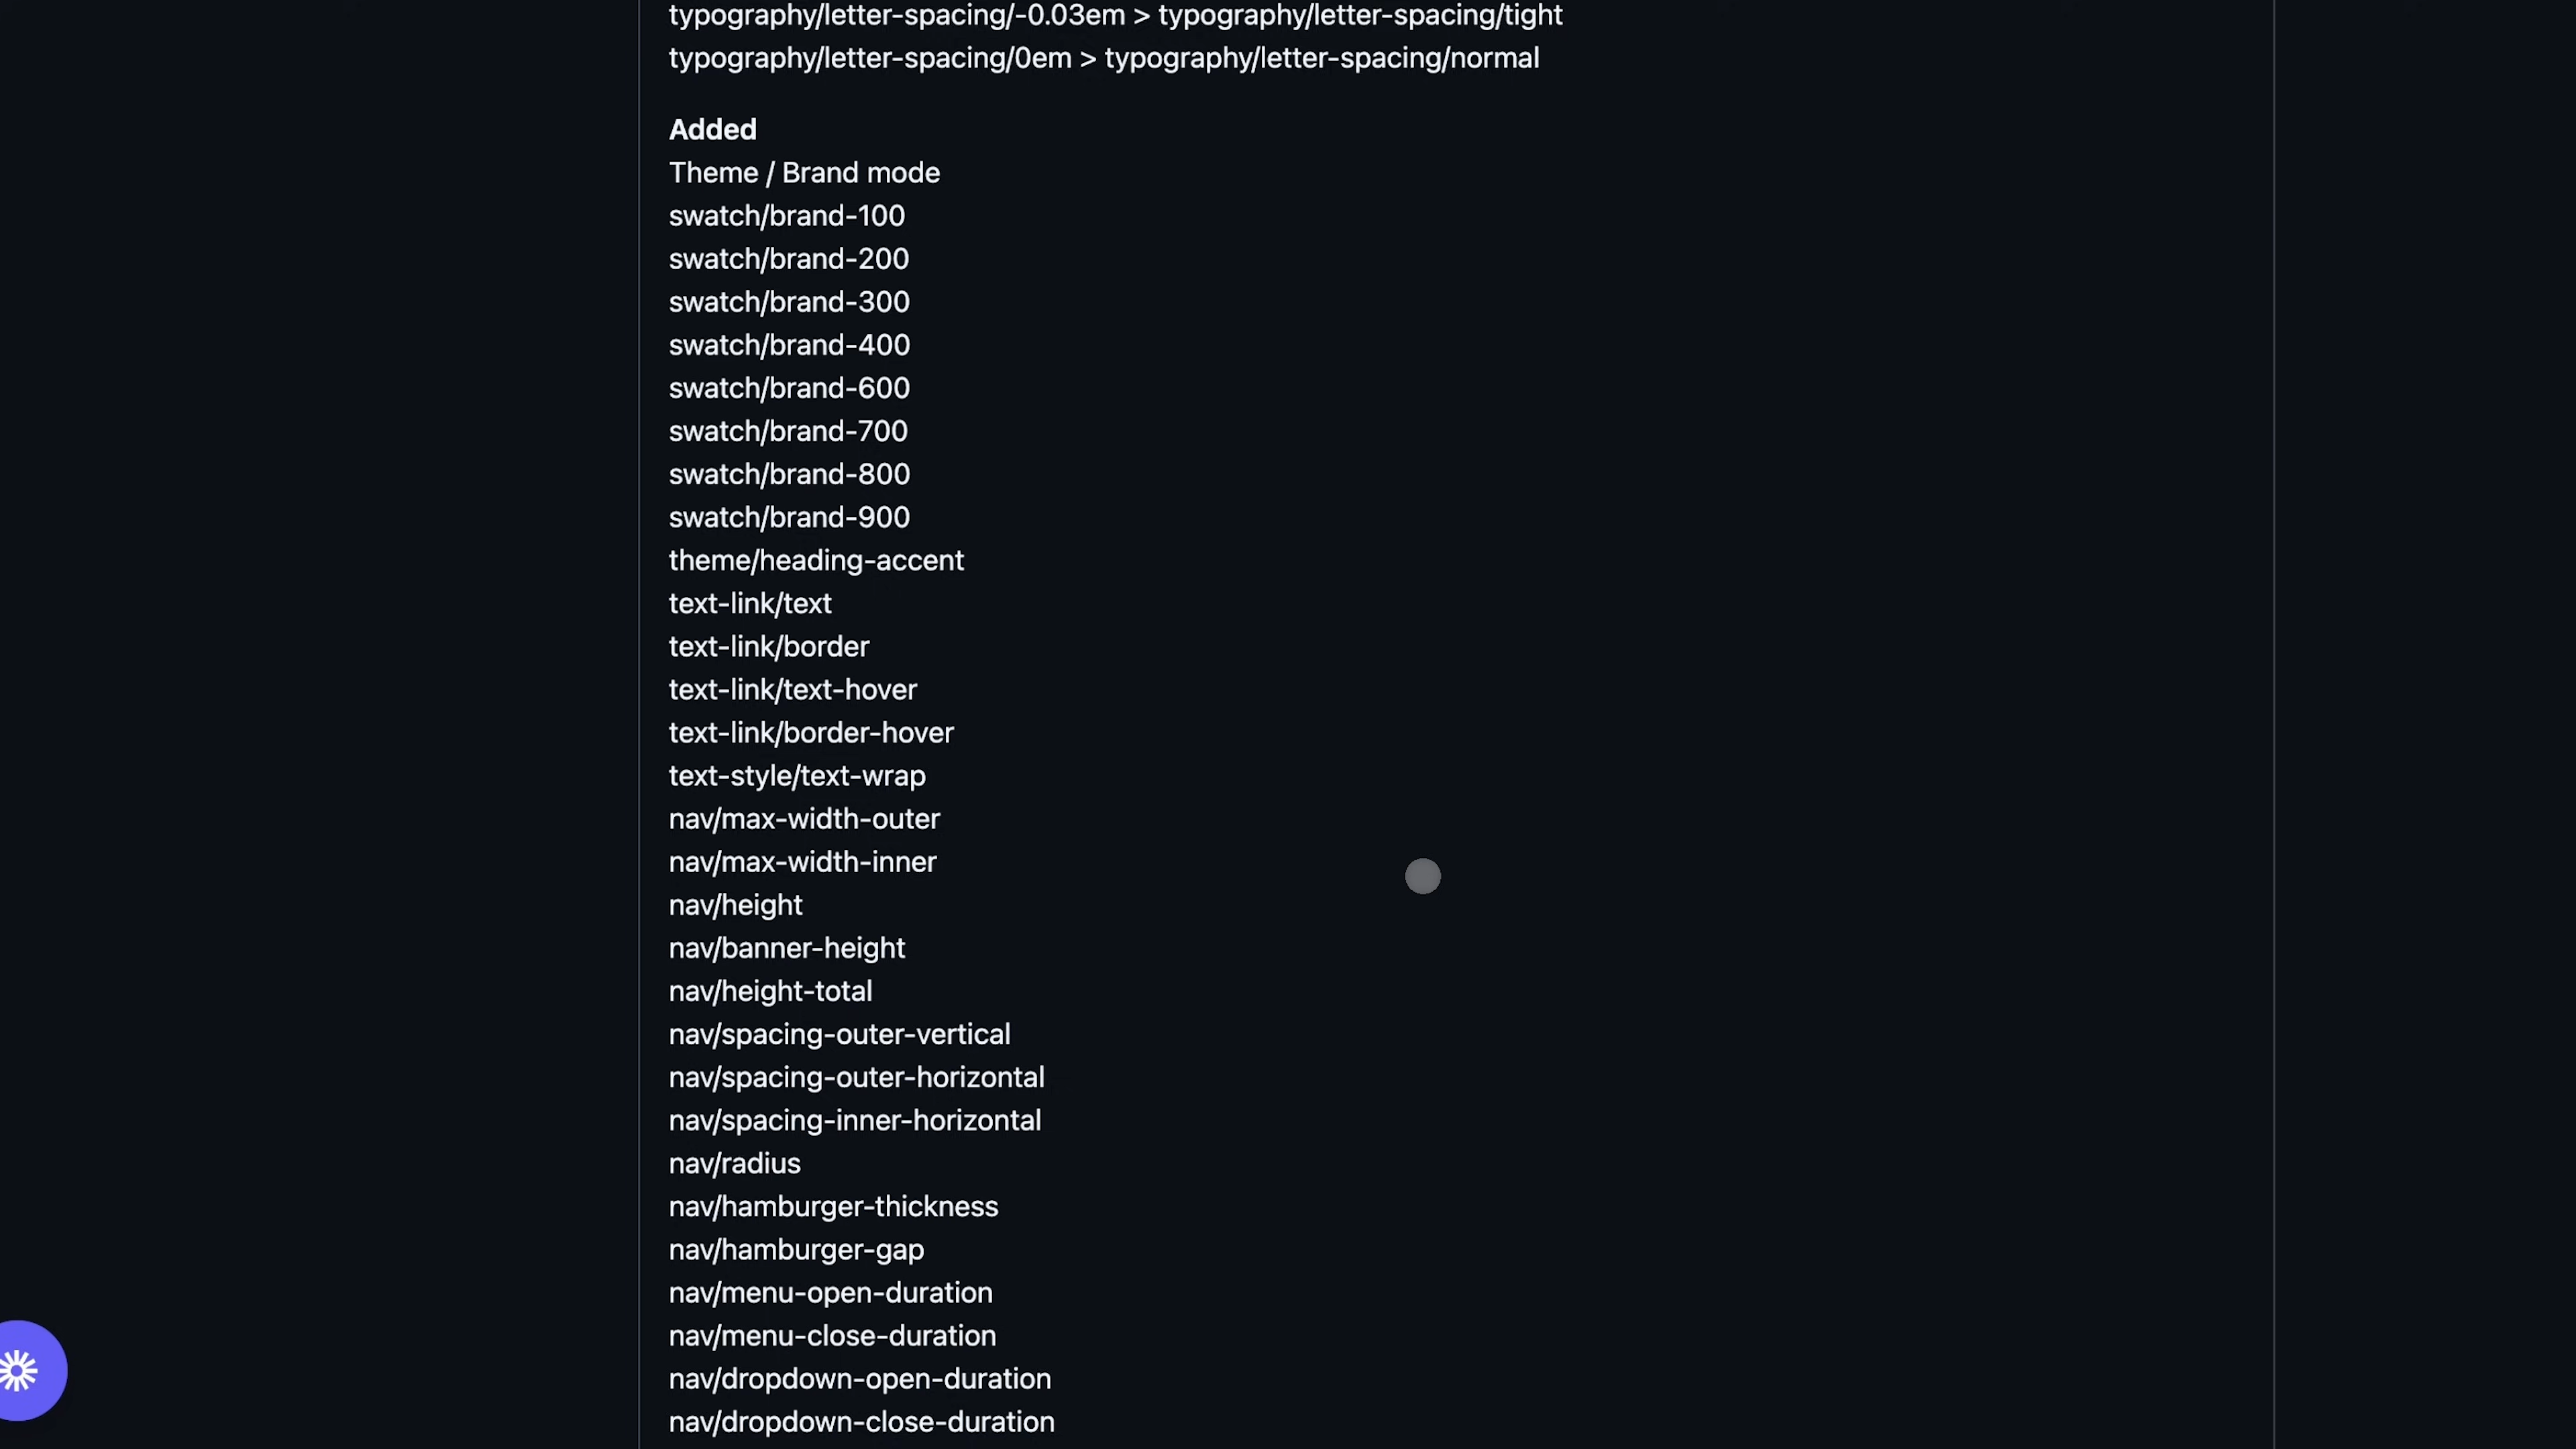 typography/letter-spacing/-0.03em > typography/letter-spacing/tight
typography/letter-spacing/0em > typography/letter-spacing/normal
Added
Theme / Brand mode
swatch/brand-100
swatch/brand-200
swatch/brand-300
swatch/brand-400
swatch/brand-600
swatch/brand-700
swatch/brand-800
swatch/brand-900
theme/heading-accent
text-link/text
text-link/border
text-link/text-hover
text-link/border-hover
text-style/text-wrap
nav/max-width-outer
nav/max-width-inner
nav/height
nav/banner-height
nav/height-total
nav/spacing-outer-vertical
nav/spacing-outer-horizontal
nav/spacing-inner-horizontal
nav/radius
nav/hamburger-thickness
nav/hamburger-gap
nav/menu-open-duration
nav/menu-close-duration
nav/dropdown-open-duration
nav/dropdown-close-duration